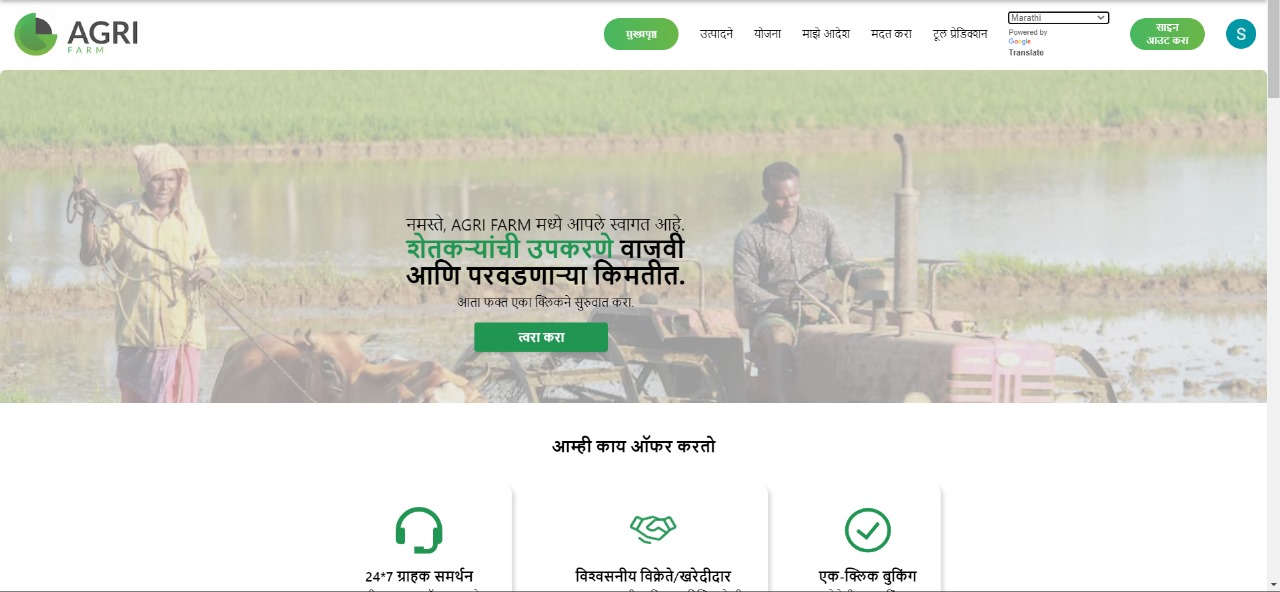 AGRI
FARM
मुख्यपृष्ठ
उत्पादने
योजना
माझे आदेश
मदत करा
टूल प्रेडिक्शन
Marathi
Powered by
Google
Translate
साइन
आउट करा
S
नमस्ते, AGRI FARM मध्ये आपले स्वागत आहे.
शेतकऱ्यांची उपकरणे वाजवी
आणि परवडणाऱ्या किमतीत.
आता फक्त एका क्लिकने सुरुवात करा.
त्वरा करा
आम्ही काय ऑफर करतो
24*7 ग्राहक समर्थन
विश्वसनीय विक्रेते/खरेदीदार
एक-क्लिक बुकिंग